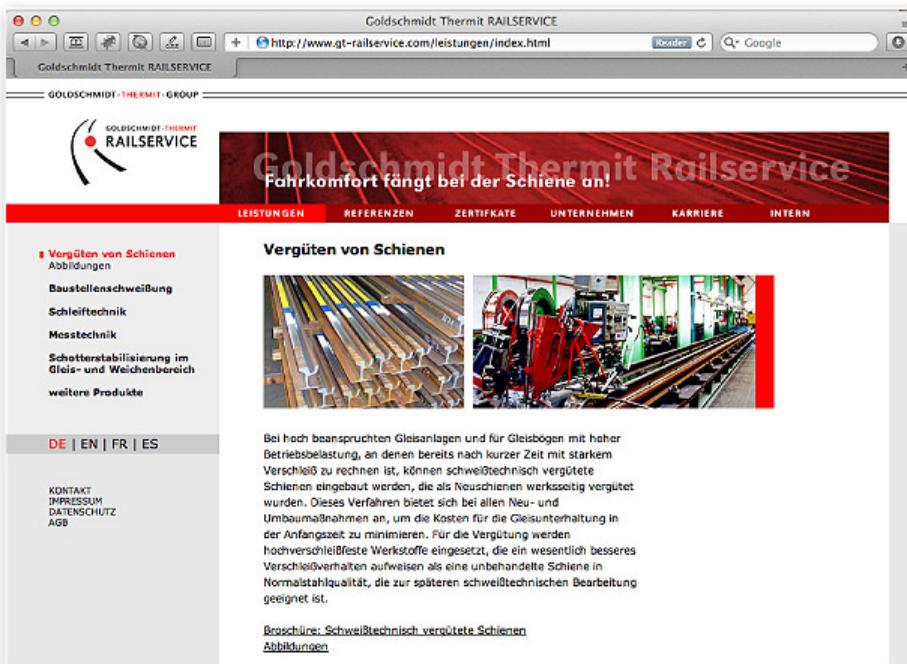 Goldschmidt Thermit RAILSERVICE
http://www.gt-railservice.com/leistungen/index.html
Reader
Google
Goldschmidt Thermit RAILSERVICE
GOLDSCHMIDT-THERMIT-GROUP
GOLDSCHMIDT-THERMIT
RAILSERVICE
Goldschmidt Thermit Railservice
Fahrkomfort fängt bei der Schiene an!
LEISTUNGEN REFERENZEN ZERTIFKATE UNTERNEHMEN KARRIERE INTERN
Vergüten von Schienen
Abbildungen
Baustellenschweißung
Schleiftechnik
Messtechnik
Schotterstabilisierung im
Gleis- und Weichenbereich
weitere Produkte
DE | EN | FR | ES
KONTAKT
IMPRESSUM
DATENSCHUTZ
AGB
Vergüten von Schienen
Bei hoch beanspruchten Gleisanlagen und für Gleisbögen mit hoher
Betriebsbelastung, an denen bereits nach kurzer Zeit mit starkem
Verschleiß zu rechnen ist, können schweißtechnisch vergütete
Schienen eingebaut werden, die als Neuschienen werksseitig vergütet
wurden. Dieses Verfahren bietet sich bei allen Neu- und
Umbaumaßnahmen an, um die Kosten für die Gleisunterhaltung in
der Anfangszeit zu minimieren. Für die Vergütung werden
hochverschleißfeste Werkstoffe eingesetzt, die ein wesentlich besseres
Verschleißverhalten aufweisen als eine unbehandelte Schiene in
Normalstahlqualität, die zur späteren schweißtechnischen Bearbeitung
geeignet ist.
Broschüre: Schweißtechnisch vergütete Schienen
Abbildungen